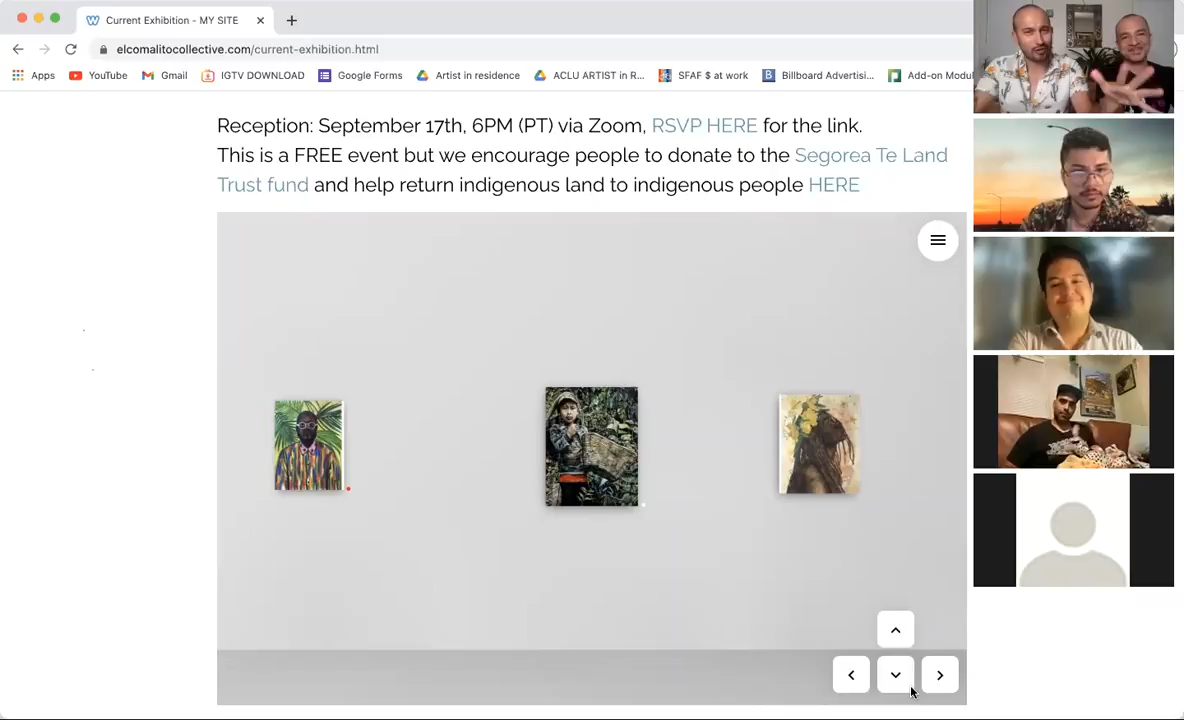 Current Exhibition - MY SITE
elcomalitocollective.com/current-exhibition.html
Apps YouTube Gmail IGTV DOWNLOAD Google Forms Artist in residence ACLU ARTIST in R... SFAF $ at work Billboard Advertisi... Add-on Modul
Reception: September 17th, 6PM (PT) via Zoom, RSVP HERE for the link.
This is a FREE event but we encourage people to donate to the Segorea Te Land
Trust fund and help return indigenous land to indigenous people HERE